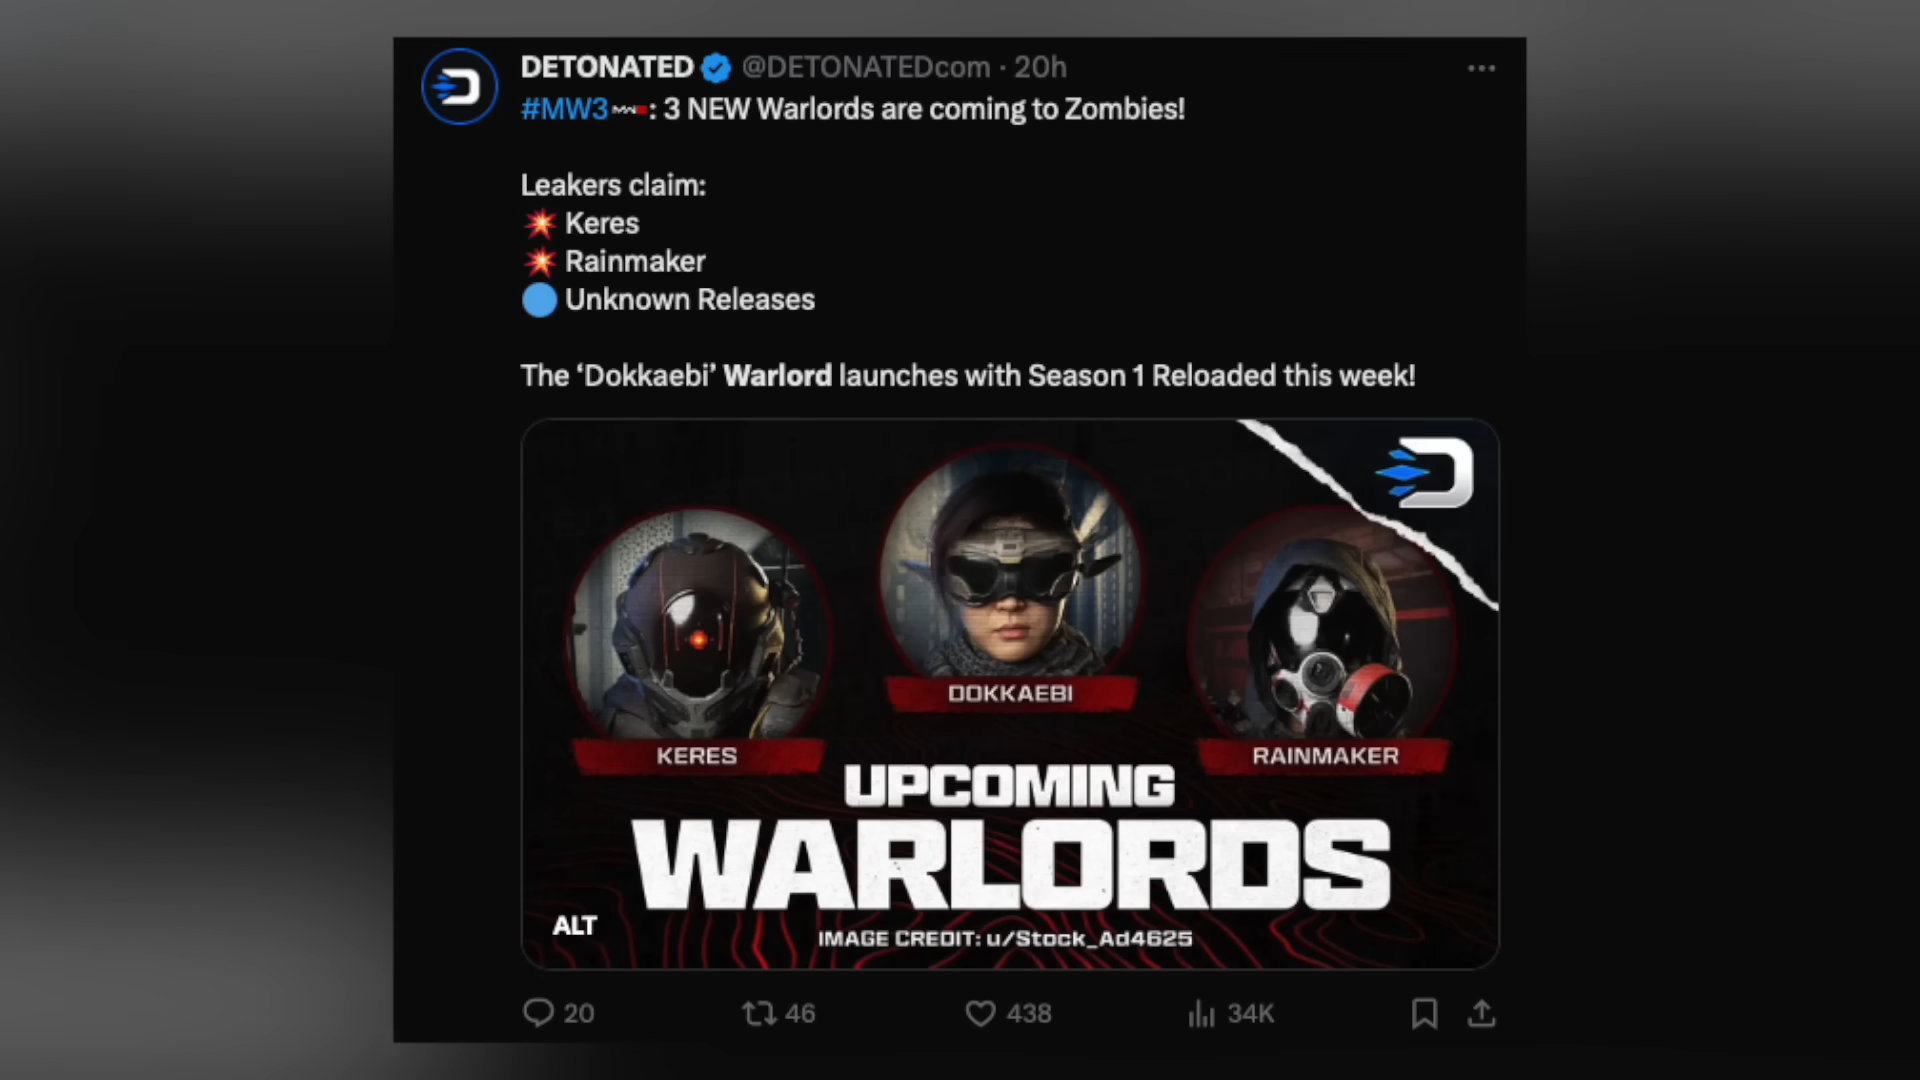 DETONATED @DETONATEDcom · 20h
#MW3 : 3 NEW Warlords are coming to Zombies!
Leakers claim:
💥 Keres
💥 Rainmaker
🔵 Unknown Releases
The ‘Dokkaebi’ Warlord launches with Season 1 Reloaded this week!
DOKKAEBI
KERES
RAINMAKER
UPCOMING
WARLORDS
ALT
IMAGE CREDIT: u/Stock_Ad4625
20 46 438 34K